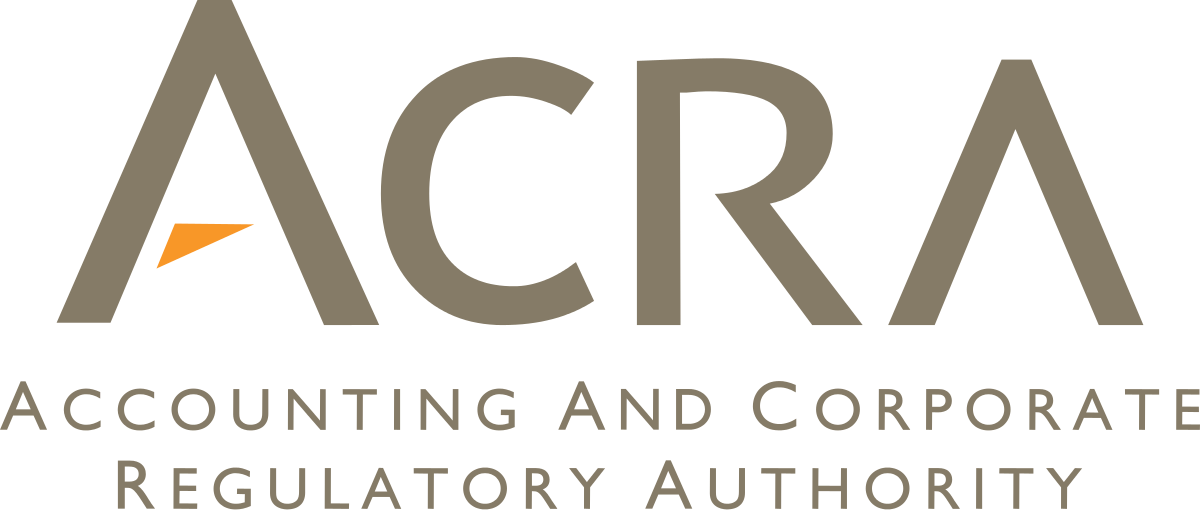 ACRA
ACCOUNTING AND CORPORATE
REGULATORY AUTHORITY